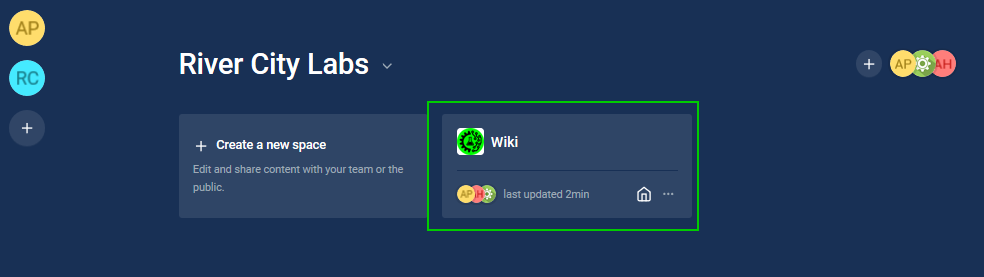 AP
RC
River City Labs
AP AH
Create a new space
Edit and share content with your team or the
public.
Wiki
AP H
last updated 2min